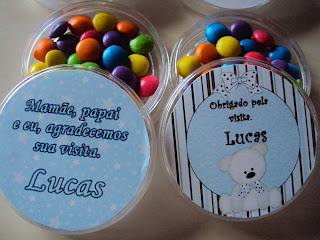 Mamãe, papai
e eu, agradecemos
sua visita.
Lucas
Obrigado pela
visita.
Lucas